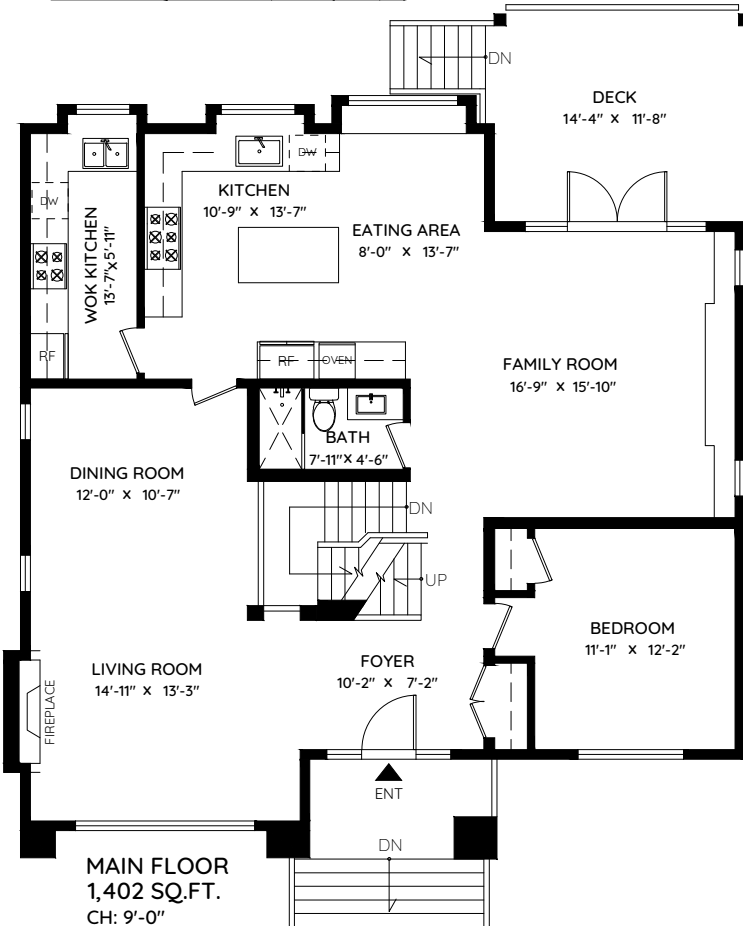 DN
DECK
14'-4" X 11'-8"
DW
KITCHEN
10'-9" X 13'-7"
DW
WOK KITCHEN
13'-7"X5'-11"
EATING AREA
8'-0" X 13'-7"
RF
RF
OVEN
FAMILY ROOM
16'-9" X 15'-10"
BATH
7'-11"X 4'-6"
DINING ROOM
12'-0" X 10'-7"
DN
UP
BEDROOM
11'-1" X 12'-2"
LIVING ROOM
14'-11" X 13'-3"
FOYER
10'-2" X 7'-2"
FIREPLACE
ENT
DN
MAIN FLOOR
1,402 SQ.FT.
CH: 9'-0"